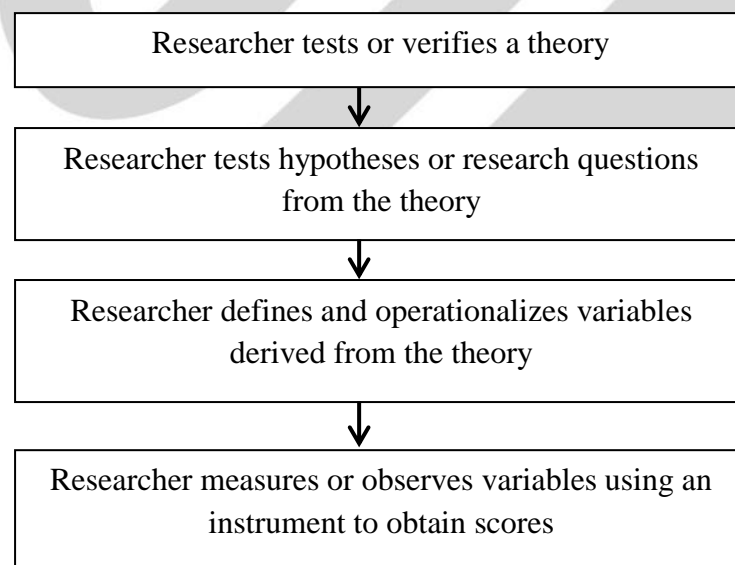 Researcher tests or verifies a theory
Researcher tests hypotheses or research questions
from the theory
Researcher defines and operationalizes variables
derived from the theory
Researcher measures or observes variables using an
instrument to obtain scores